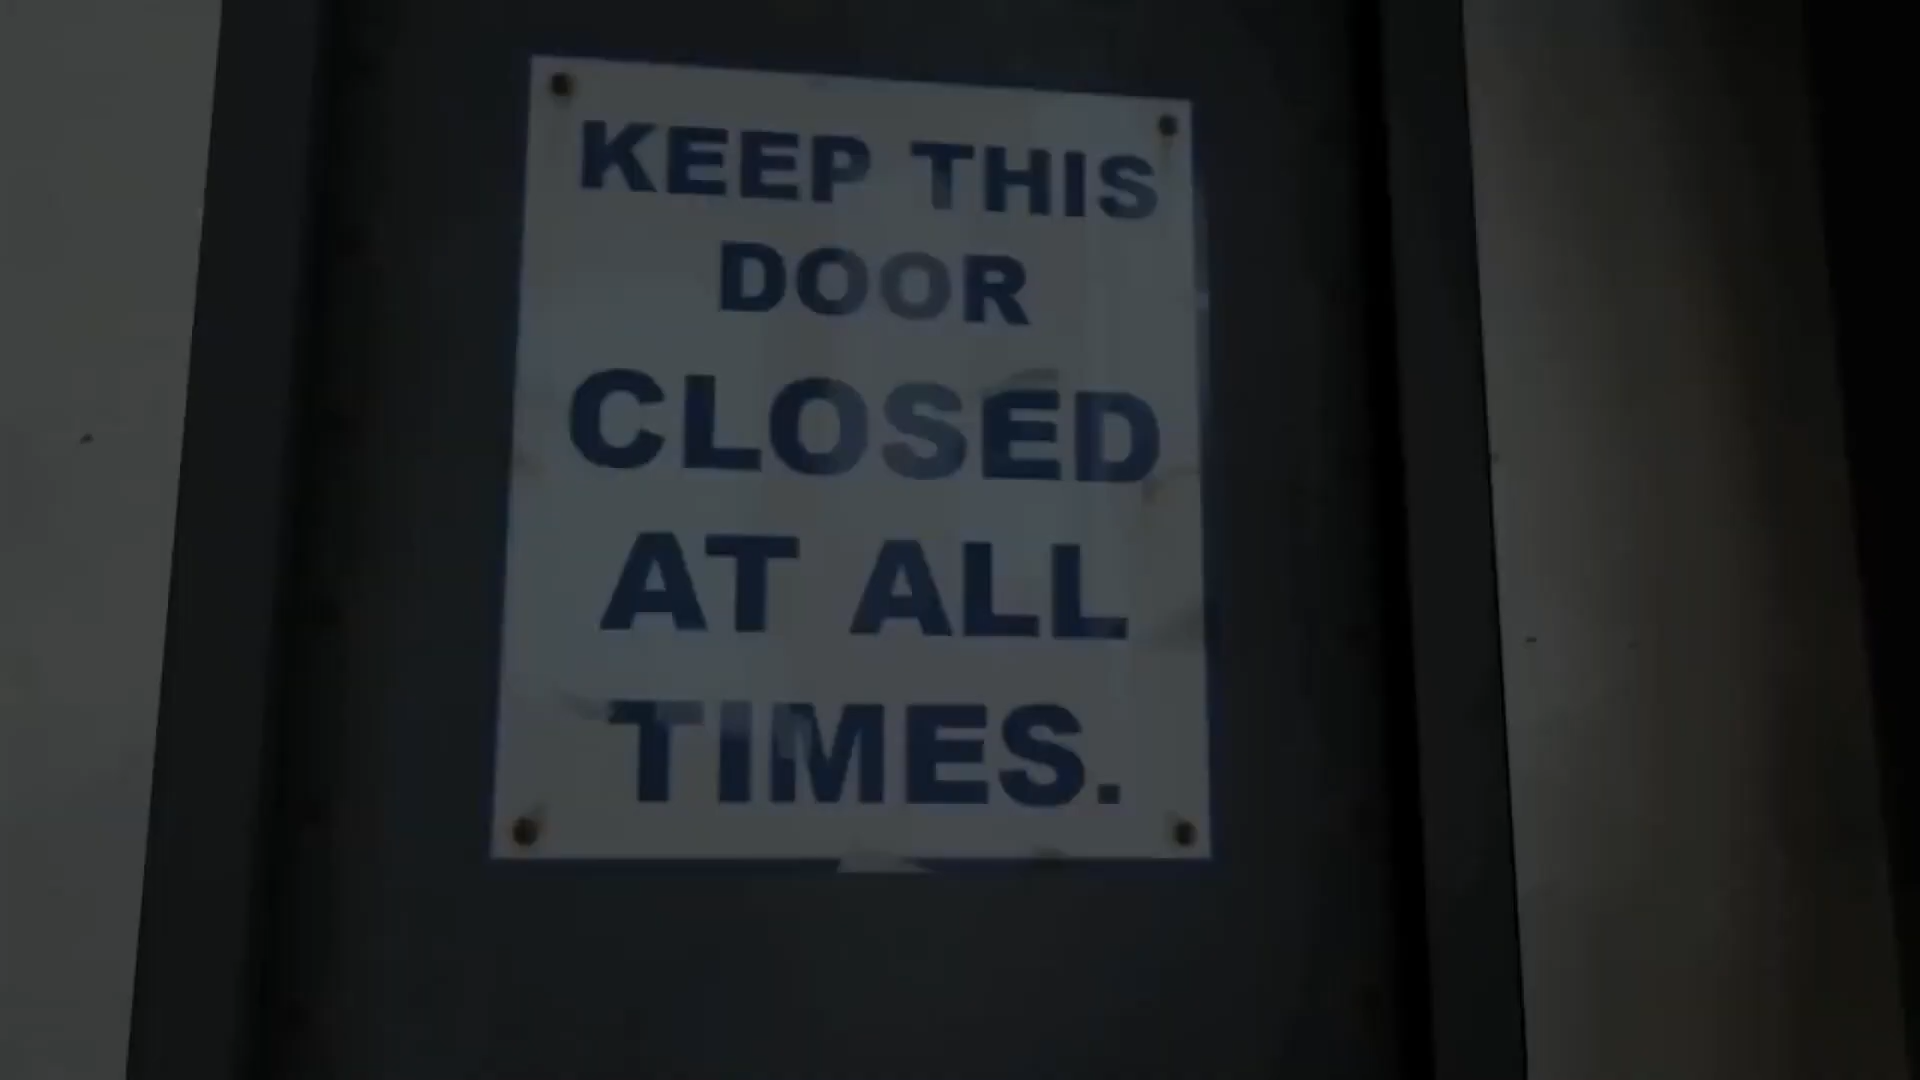 KEEP THIS
DOOR
CLOSED
AT ALL
TIMES.